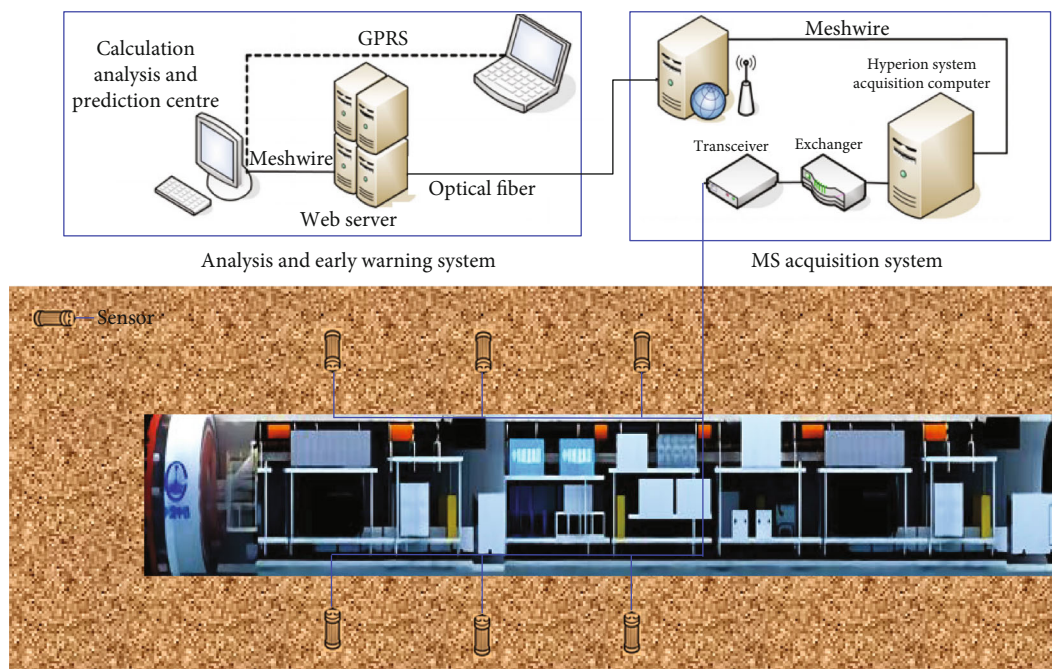 GPRS
Calculation
analysis and
prediction centre
Meshwire
Web server
Optical fiber
Meshwire
Hyperion system
acquisition computer
Transceiver
Exchanger
Analysis and early warning system
MS acquisition system
Sensor